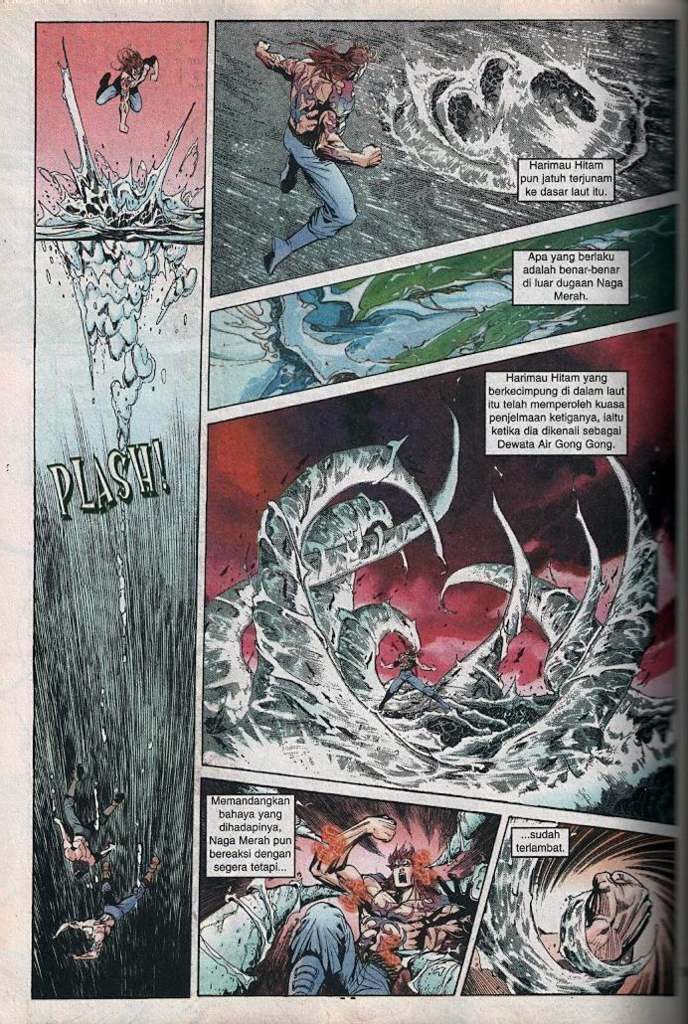 PLASH!
Harimau Hitam
pun jatuh terjunam
ke dasar laut itu.
Apa yang berlaku
adalah benar-benar
di luar dugaan Naga
Merah.
Harimau Hitam yang
berkecimpung di dalam laut
itu telah memperoleh kuasa
penjelmaan ketiganya, iaitu
ketika dia dikenali sebagai
Dewata Air Gong Gong.
Memandangkan
bahaya yang
dihadapinya,
Naga Merah pun
bereaksi dengan
segera tetapi...
...sudah
terlambat.